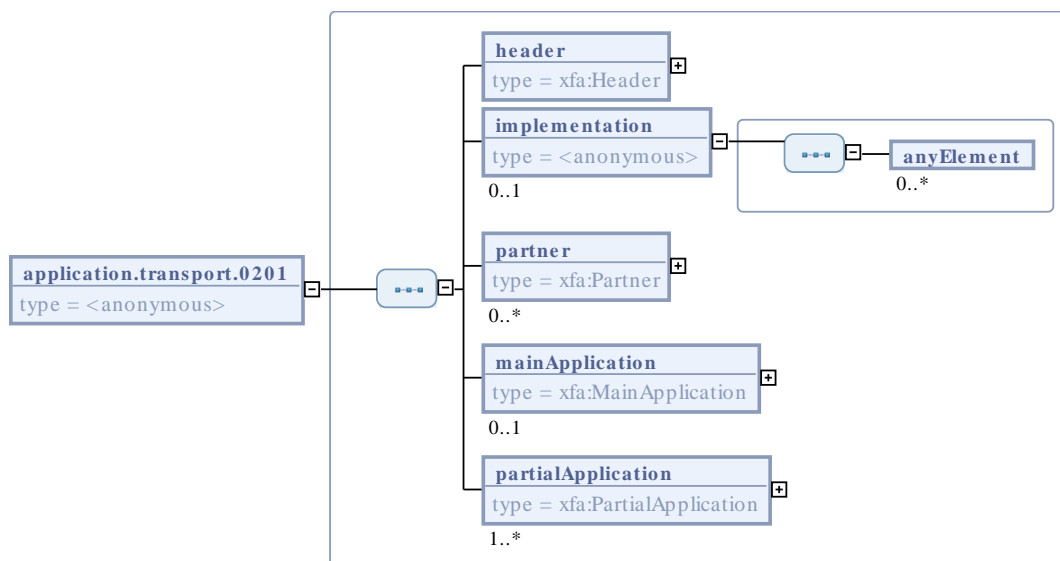 header
type = xfa:Header
implementation
type = <anonymous>
0..1
anyElement
0..*
partner
type = xfa:Partner
0..*
application.transport.0201
type = <anonymous>
mainApplication
type = xfa:MainApplication
0..1
partialApplication
type = xfa:PartialApplication
1..*